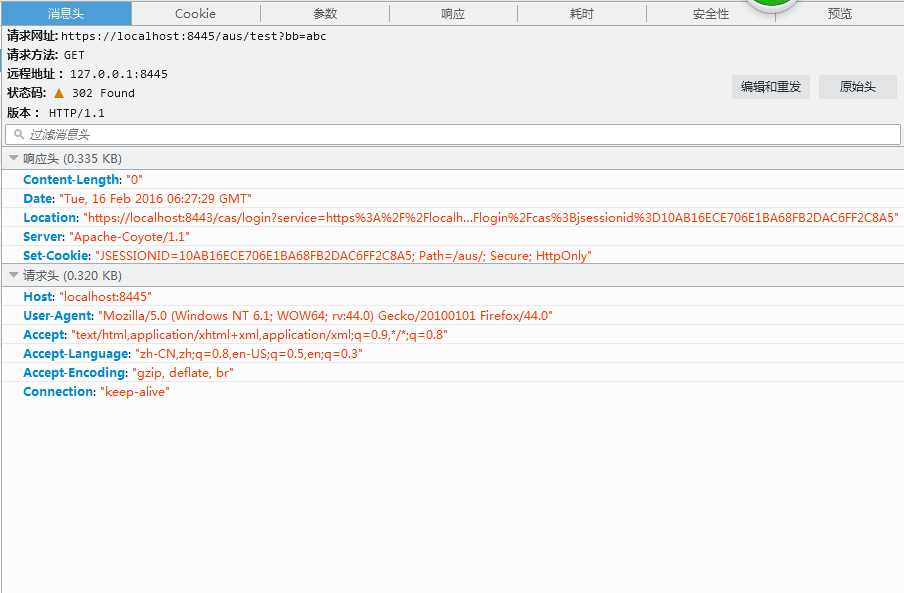 消息头 Cookie 参数 响应 耗时 安全性 预览
请求网址: https://localhost:8445/aus/test?bb=abc
请求方法: GET
远程地址： 127.0.0.1:8445
状态码: 302 Found
编辑和重发 原始头
版本： HTTP/1.1
过滤消息头
响应头 (0.335 KB)
Content-Length: "0"
Date: "Tue, 16 Feb 2016 06:27:29 GMT"
Location: "https://localhost:8443/cas/login?service=https%3A%2F%2Flocalh...Flogin%2Fcas%3Bjsessionid%3D10AB16ECE706E1BA68FB2DAC6FF2C8A5"
Server: "Apache-Coyote/1.1"
Set-Cookie: "JSESSIONID=10AB16ECE706E1BA68FB2DAC6FF2C8A5; Path=/aus/; Secure; HttpOnly"
请求头 (0.320 KB)
Host: "localhost:8445"
User-Agent: "Mozilla/5.0 (Windows NT 6.1; WOW64; rv:44.0) Gecko/20100101 Firefox/44.0"
Accept: "text/html,application/xhtml+xml,application/xml;q=0.9,*/*;q=0.8"
Accept-Language: "zh-CN,zh;q=0.8,en-US;q=0.5,en;q=0.3"
Accept-Encoding: "gzip, deflate, br"
Connection: "keep-alive"